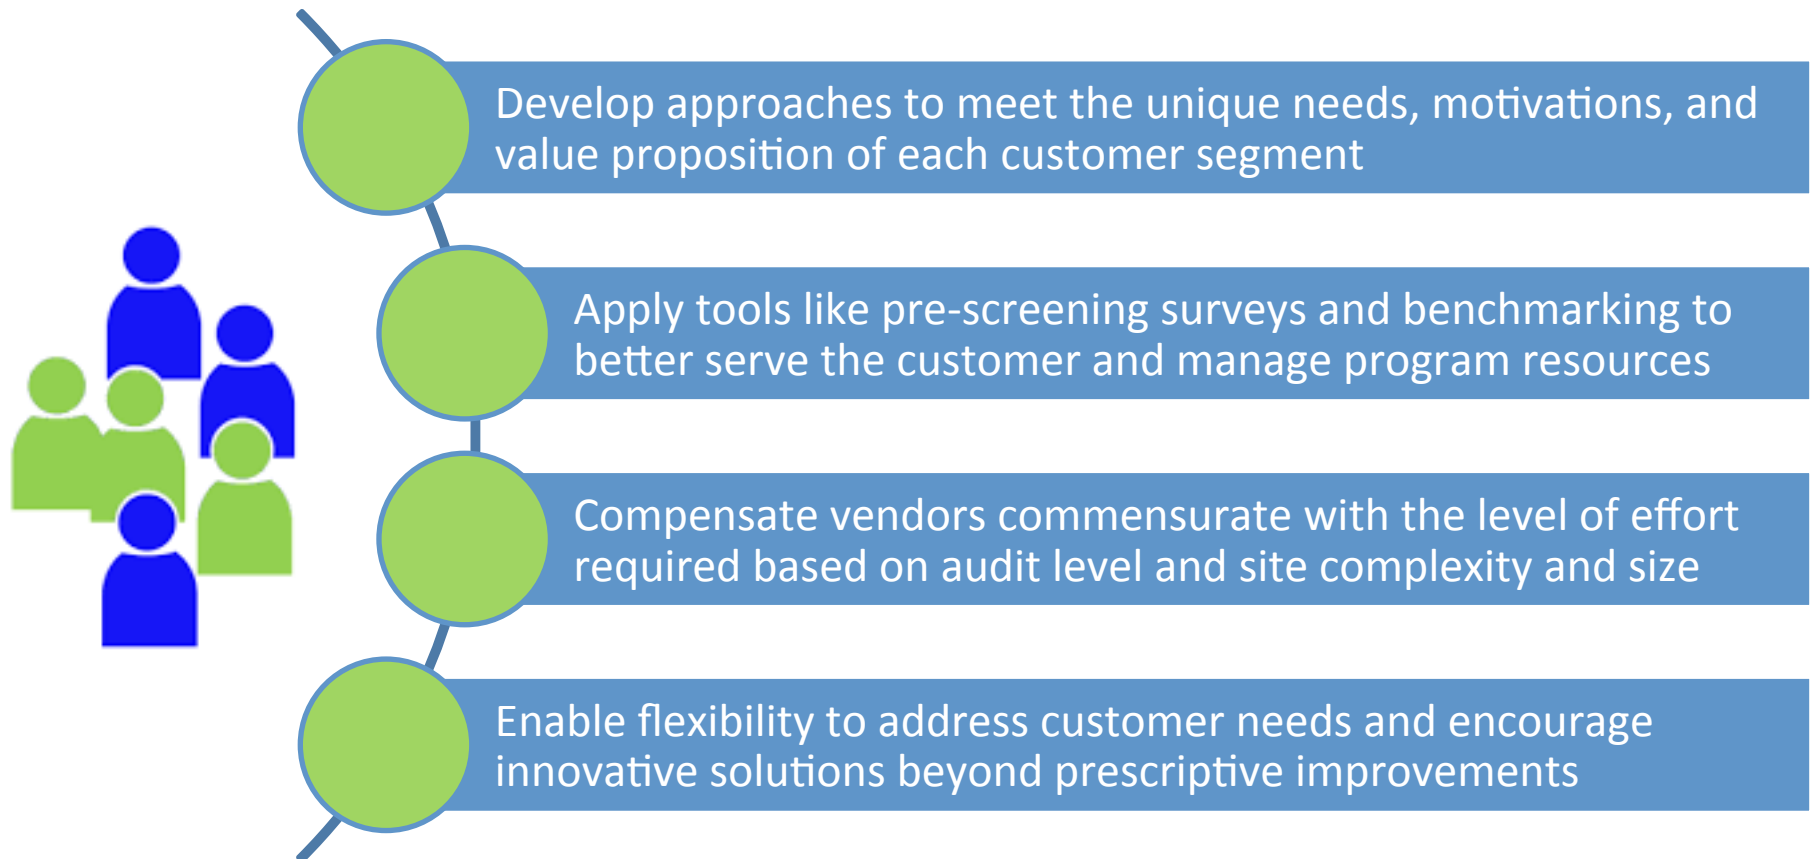 Develop approaches to meet the unique needs, motivations, and
value proposition of each customer segment
Apply tools like pre-screening surveys and benchmarking to
better serve the customer and manage program resources
Compensate vendors commensurate with the level of effort
required based on audit level and site complexity and size
Enable flexibility to address customer needs and encourage
innovative solutions beyond prescriptive improvements